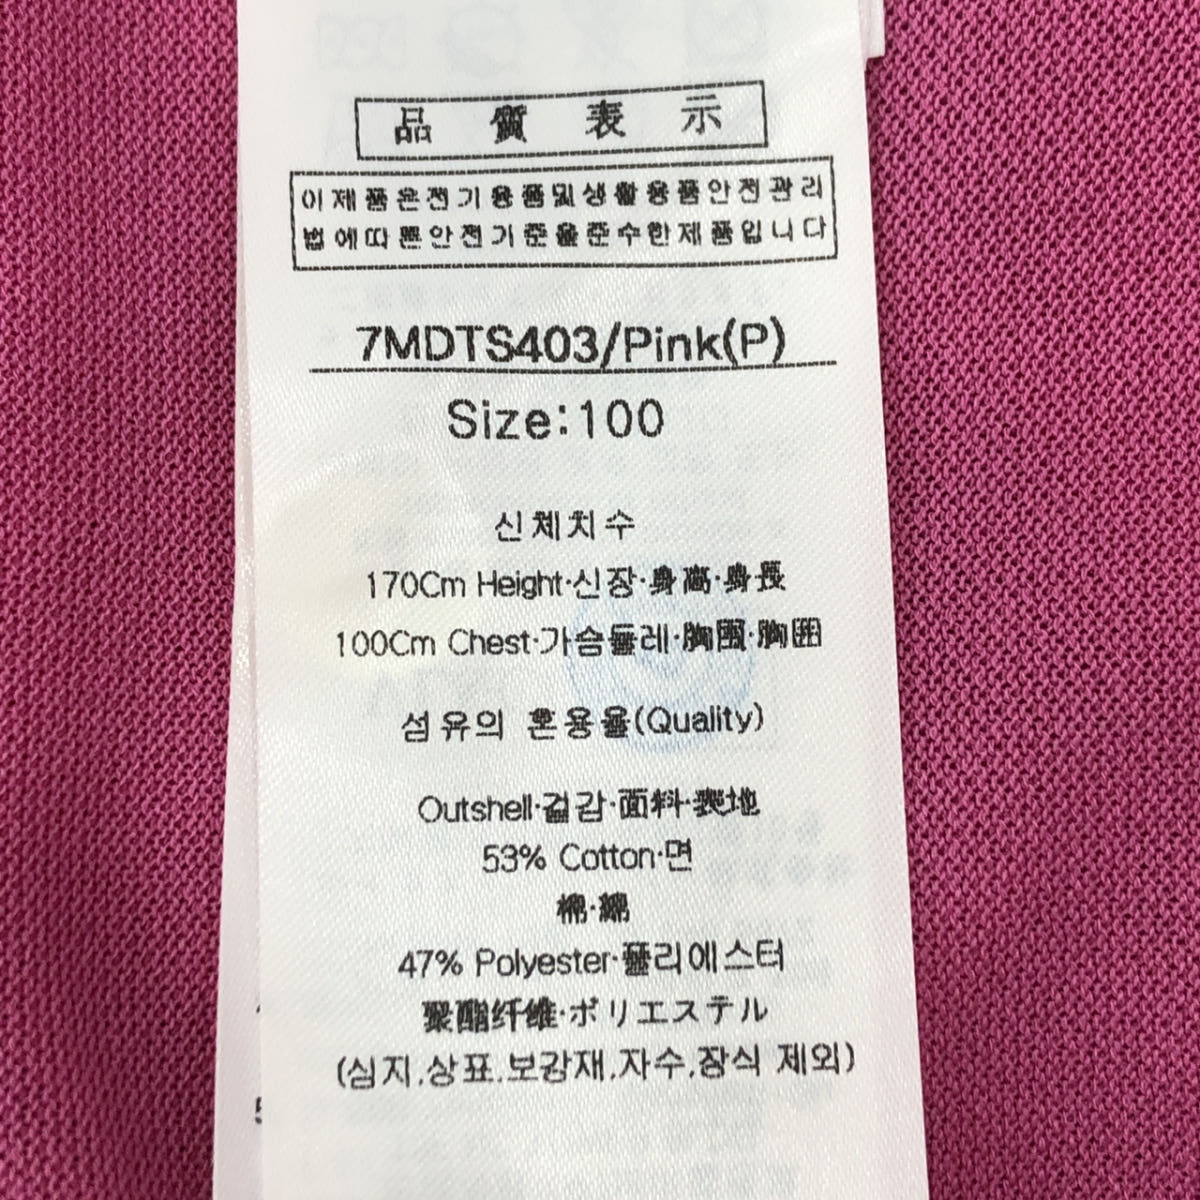 品質表示
이제품은전기용품및생활용품안전관리
법에따른안전기준을준수한제품입니다
7MDTS403/Pink(P)
Size:100
신체치수
170Cm Height·신장·身高·身長
100Cm Chest·가슴둘레·胸围·胸囲
섬유의 혼용율(Quality)
Outshell·겉감·面料·表地
53% Cotton·면
棉·綿
47% Polyester·폴리에스터
聚酯纤维·ポリエステル
(심지,상표,보강재,자수,장식 제외)